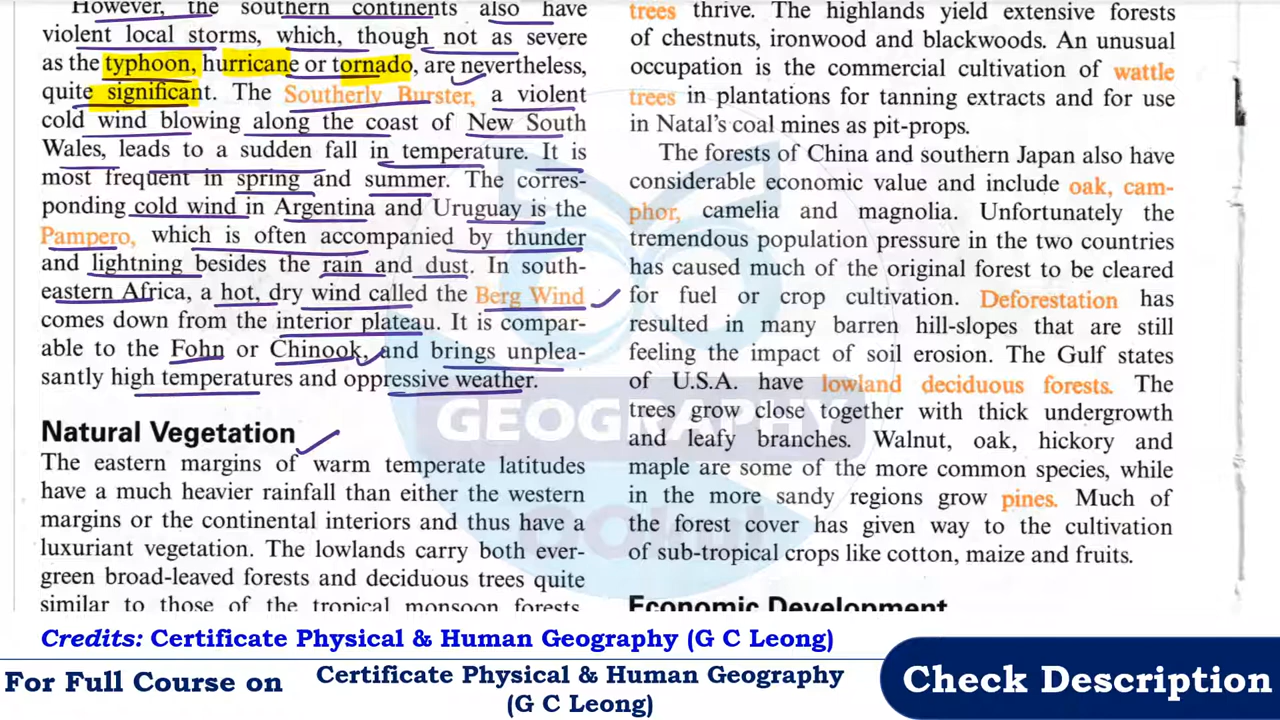 However, the southern continents also have
violent local storms, which, though not as severe
as the typhoon, hurricane or tornado, are nevertheless,
quite significant. The Southerly Burster, a violent
cold wind blowing along the coast of New South
Wales, leads to a sudden fall in temperature. It is
most frequent in spring and summer. The corres-
ponding cold wind in Argentina and Uruguay is the
Pampero, which is often accompanied by thunder
and lightning besides the rain and dust. In south-
eastern Africa, a hot, dry wind called the Berg Wind
comes down from the interior plateau. It is compar-
able to the Fohn or Chinook, and brings unplea-
santly high temperatures and oppressive weather.
Natural Vegetation
The eastern margins of warm temperate latitudes
have a much heavier rainfall than either the western
margins or the continental interiors and thus have a
luxuriant vegetation. The lowlands carry both ever-
green broad-leaved forests and deciduous trees quite
similar to those of the tropical monsoon forests.
trees thrive. The highlands yield extensive forests
of chestnuts, ironwood and blackwoods. An unusual
occupation is the commercial cultivation of wattle
trees in plantations for tanning extracts and for use
in Natal's coal mines as pit-props.
The forests of China and southern Japan also have
considerable economic value and include oak, cam-
phor, camelia and magnolia. Unfortunately the
tremendous population pressure in the two countries
has caused much of the original forest to be cleared
for fuel or crop cultivation. Deforestation has
resulted in many barren hill-slopes that are still
feeling the impact of soil erosion. The Gulf states
of U.S.A. have lowland deciduous forests. The
trees grow close together with thick undergrowth
and leafy branches. Walnut, oak, hickory and
maple are some of the more common species, while
in the more sandy regions grow pines. Much of
the forest cover has given way to the cultivation
of sub-tropical crops like cotton, maize and fruits.
Economic Development
GEOGRAPHY
Credits: Certificate Physical & Human Geography (G C Leong)
For Full Course on
Certificate Physical & Human Geography
(G C Leong)
Check Description